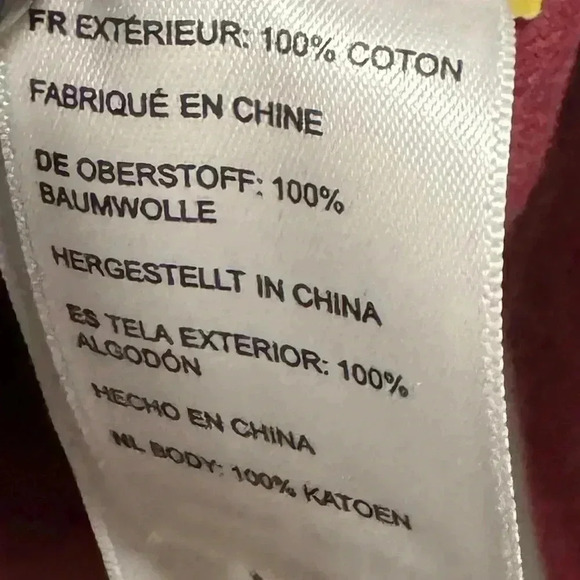 FR EXTÉRIEUR: 100% COTON
FABRIQUÉ EN CHINE
DE OBERSTOFF: 100%
BAUMWOLLE
HERGESTELLT IN CHINA
ES TELA EXTERIOR: 100%
ALGODÓN
HECHO EN CHINA
NL BODY: 100% KATOEN